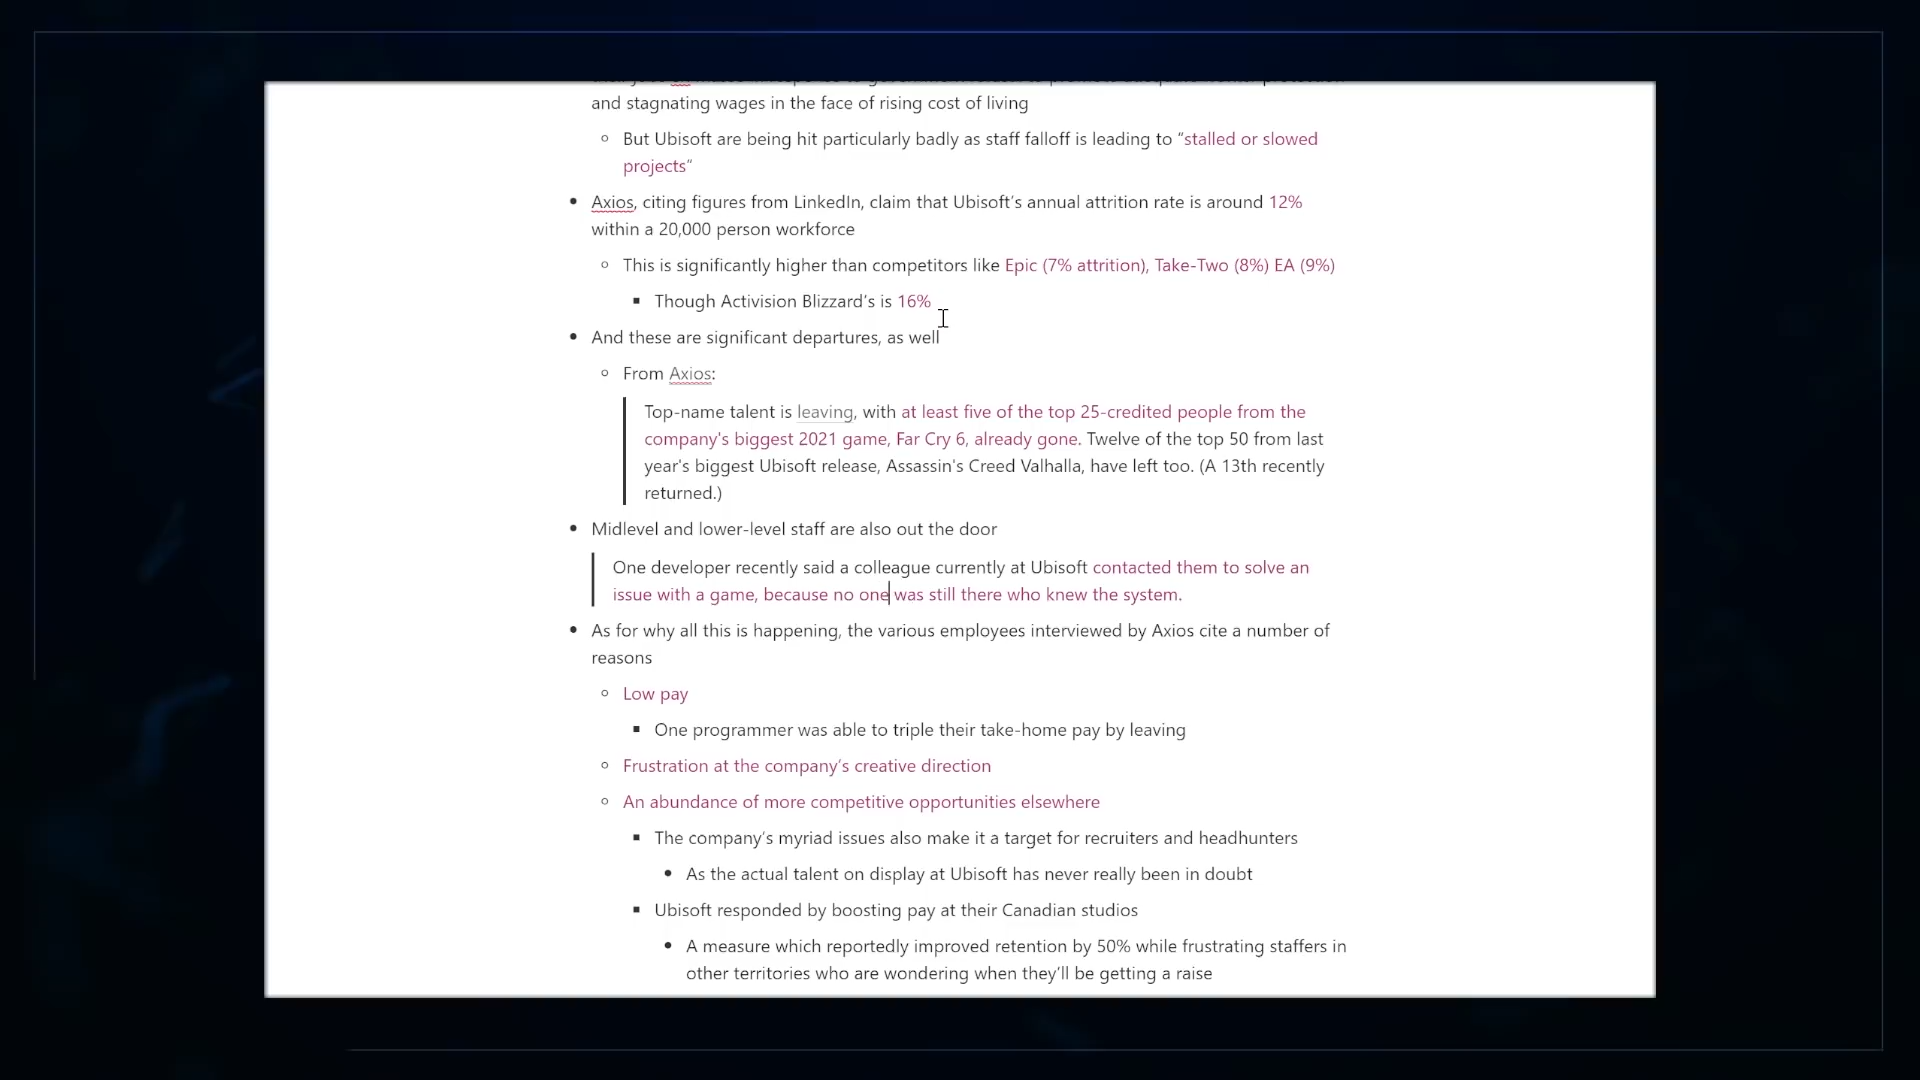 and stagnating wages in the face of rising cost of living
But Ubisoft are being hit particularly badly as staff falloff is leading to “stalled or slowed
projects“
Axios, citing figures from LinkedIn, claim that Ubisoft’s annual attrition rate is around 12%
within a 20,000 person workforce
This is significantly higher than competitors like Epic (7% attrition), Take-Two (8%) EA (9%)
Though Activision Blizzard’s is 16%
And these are significant departures, as well
From Axios:
Top-name talent is leaving, with at least five of the top 25-credited people from the
company's biggest 2021 game, Far Cry 6, already gone. Twelve of the top 50 from last
year's biggest Ubisoft release, Assassin's Creed Valhalla, have left too. (A 13th recently
returned.)
Midlevel and lower-level staff are also out the door
One developer recently said a colleague currently at Ubisoft contacted them to solve an
issue with a game, because no one was still there who knew the system.
As for why all this is happening, the various employees interviewed by Axios cite a number of
reasons
Low pay
One programmer was able to triple their take-home pay by leaving
Frustration at the company’s creative direction
An abundance of more competitive opportunities elsewhere
The company’s myriad issues also make it a target for recruiters and headhunters
As the actual talent on display at Ubisoft has never really been in doubt
Ubisoft responded by boosting pay at their Canadian studios
A measure which reportedly improved retention by 50% while frustrating staffers in
other territories who are wondering when they’ll be getting a raise